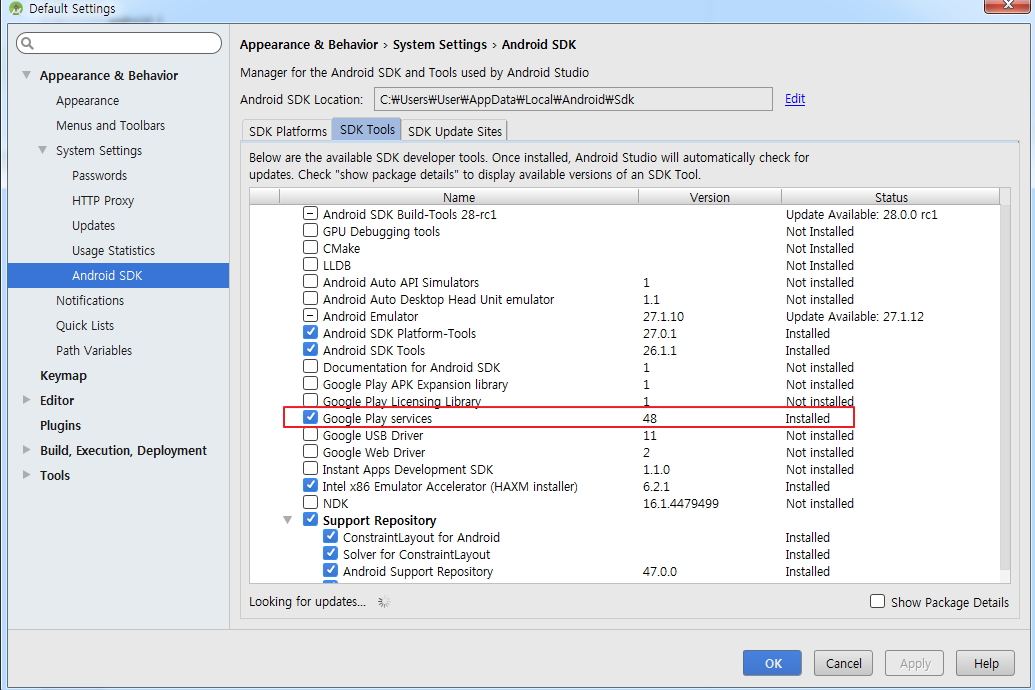 Default Settings
Appearance & Behavior
Appearance
Menus and Toolbars
System Settings
Passwords
HTTP Proxy
Updates
Usage Statistics
Android SDK
Notifications
Quick Lists
Path Variables
Keymap
Editor
Plugins
Build, Execution, Deployment
Tools
Appearance & Behavior › System Settings › Android SDK
Manager for the Android SDK and Tools used by Android Studio
Android SDK Location: C:₩Users₩User₩AppData₩Local₩Android₩Sdk Edit
SDK Platforms SDK Tools SDK Update Sites
Below are the available SDK developer tools. Once installed, Android Studio will automatically check for
updates. Check "show package details" to display available versions of an SDK Tool.
Name Version Status
Android SDK Build-Tools 28-rc1 Update Available: 28.0.0 rc1
GPU Debugging tools Not Installed
CMake Not Installed
LLDB Not Installed
Android Auto API Simulators 1 Not installed
Android Auto Desktop Head Unit emulator 1.1 Not installed
Android Emulator 27.1.10 Update Available: 27.1.12
Android SDK Platform-Tools 27.0.1 Installed
Android SDK Tools 26.1.1 Installed
Documentation for Android SDK 1 Not installed
Google Play APK Expansion library 1 Not installed
Google Play Licensing Library 1 Not installed
Google Play services 48 Installed
Google USB Driver 11 Not installed
Google Web Driver 2 Not installed
Instant Apps Development SDK 1.1.0 Not installed
Intel x86 Emulator Accelerator (HAXM installer) 6.2.1 Installed
NDK 16.1.4479499 Not installed
Support Repository
ConstraintLayout for Android Installed
Solver for ConstraintLayout Installed
Android Support Repository 47.0.0 Installed
Looking for updates... Show Package Details
OK Cancel Apply Help